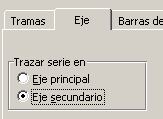 Tramas Eje Barras de
Trazar serie en
Eje principal
Eje secundario